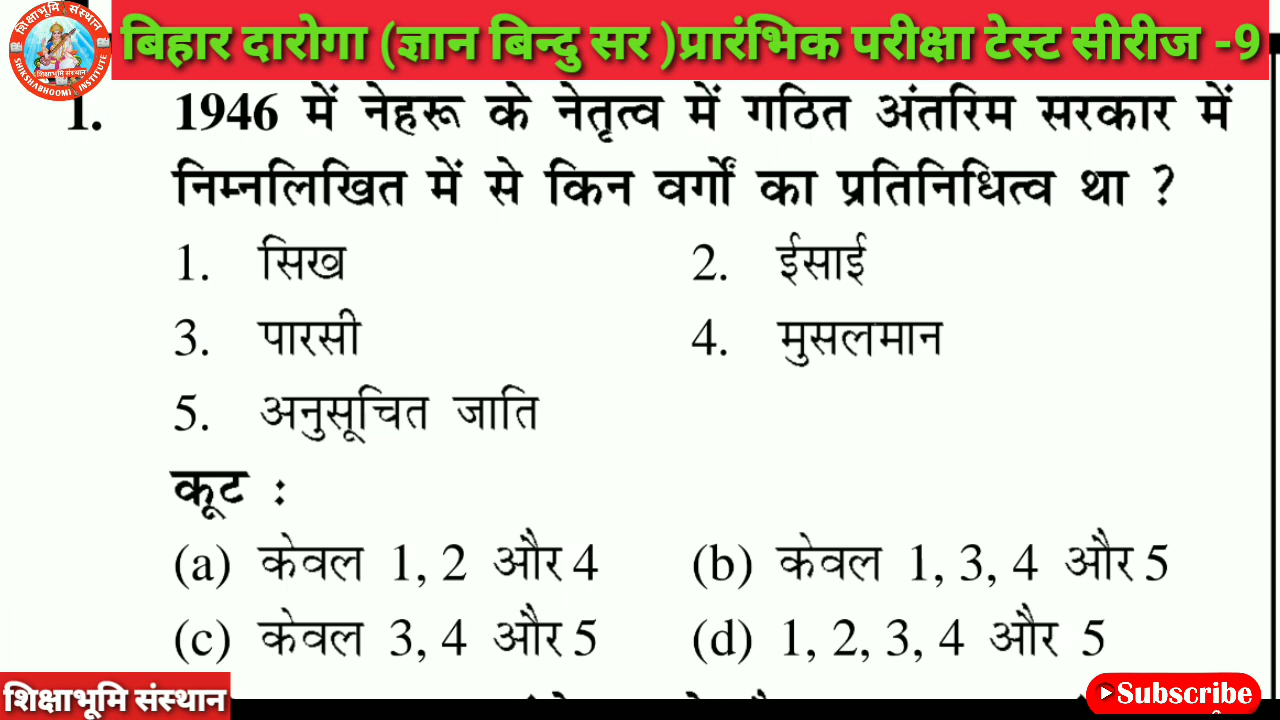 बिहार दारोगा (ज्ञान बिन्दु सर )प्रारंभिक परीक्षा टेस्ट सीरीज -9
शिक्षाभूमि संस्थान
शिक्षाभूमि संस्थान
SHIKSHABHOOMI INSTITUTE
1. 1946 में नेहरू के नेतृत्व में गठित अंतरिम सरकार में
निम्नलिखित में से किन वर्गों का प्रतिनिधित्व था ?
1. सिख 2. ईसाई
3. पारसी 4. मुसलमान
5. अनुसूचित जाति
कूट :
(a) केवल 1, 2 और 4 (b) केवल 1, 3, 4 और 5
(c) केवल 3, 4 और 5 (d) 1, 2, 3, 4 और 5
शिक्षाभूमि संस्थान
Subscribe